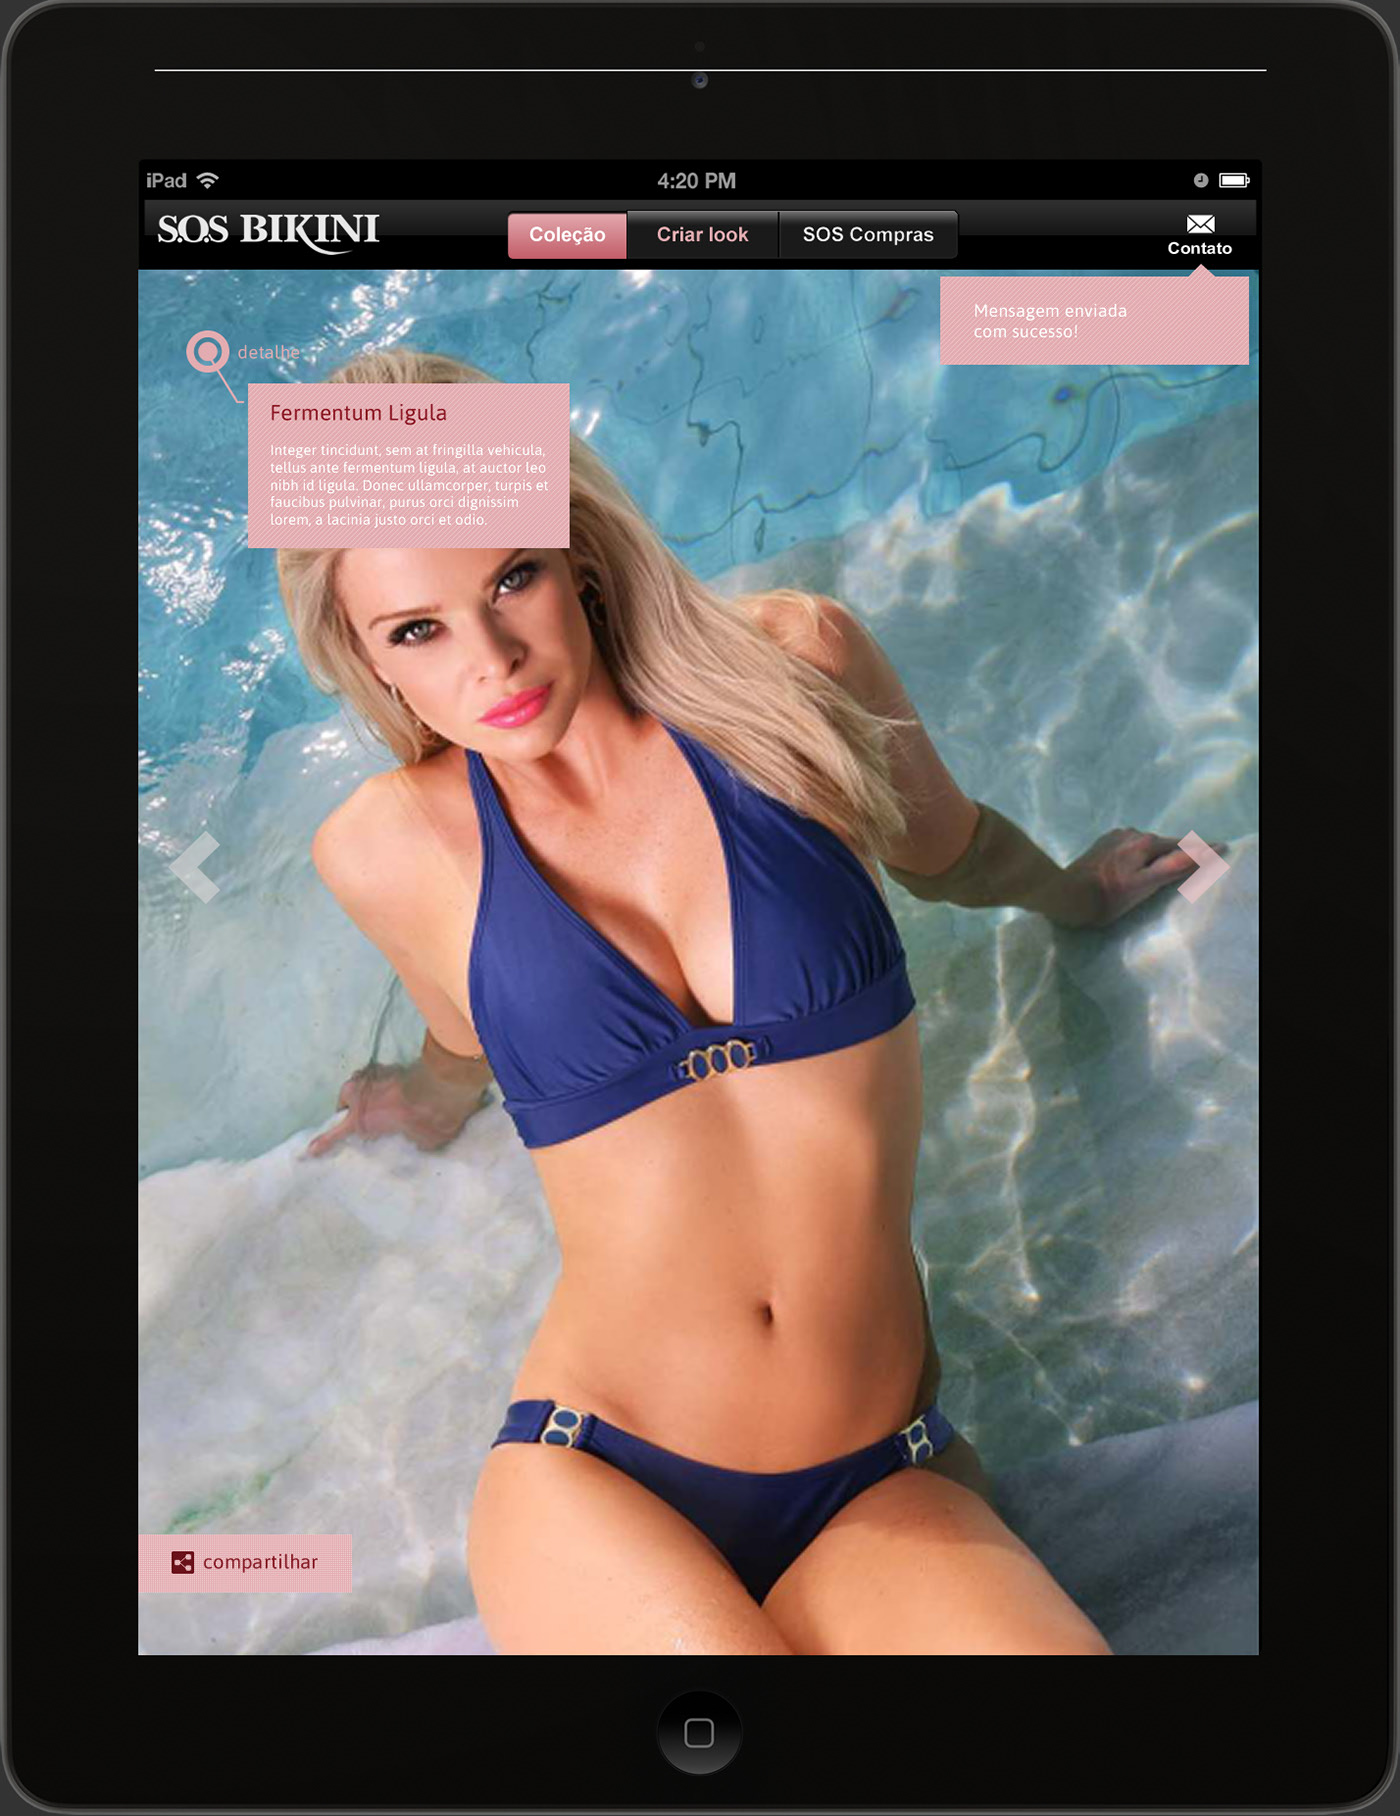 iPad
4:20 PM
S.O.S BIKINI
Coleção
Criar look
SOS Compras
Contato
Mensagem enviada
com sucesso!
detalhe
Fermentum Ligula
Integer tincidunt, sem at fringilla vehicula,
tellus ante fermentum ligula, at auctor leo
nibh id ligula. Donec ullamcorper, turpis et
faucibus pulvinar, purus orci dignissim
lorem, a lacinia justo orci et odio.
compartilhar